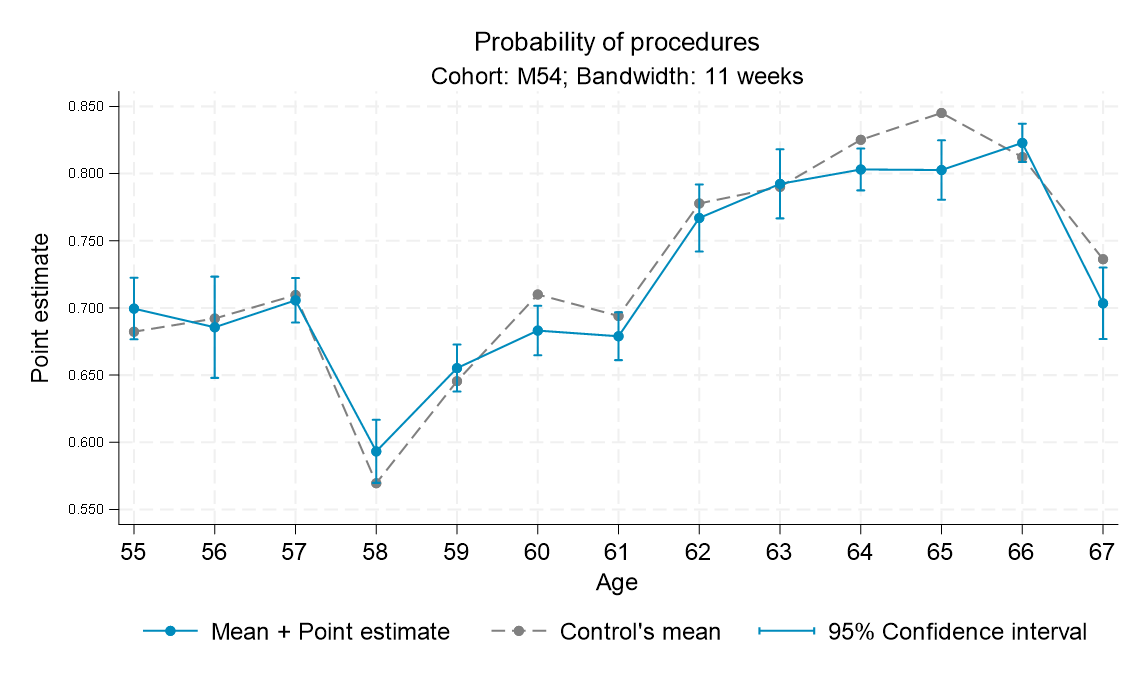 Probability of procedures
Cohort: M54; Bandwidth: 11 weeks
Point estimate
0.850
0.800
0.750
0.700
0.650
0.600
0.550
55 56 57 58 59 60 61 62 63 64 65 66 67
Age
Mean + Point estimate Control's mean 95% Confidence interval